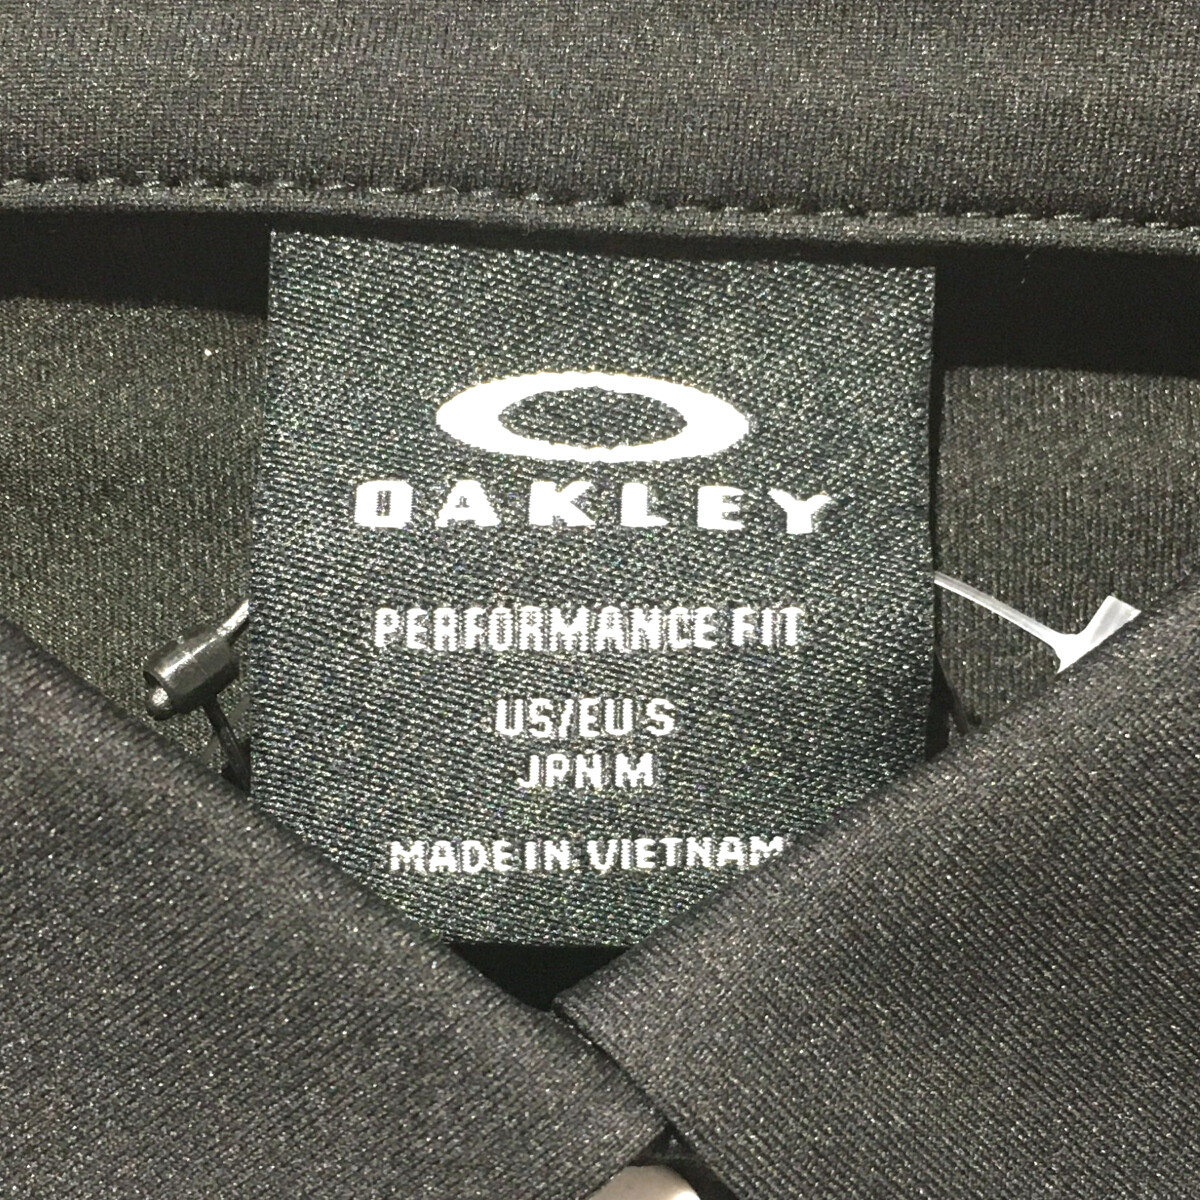 OAKLEY
PERFORMANCE FIT
US/EU S
JPN M
MADE IN VIETNAM